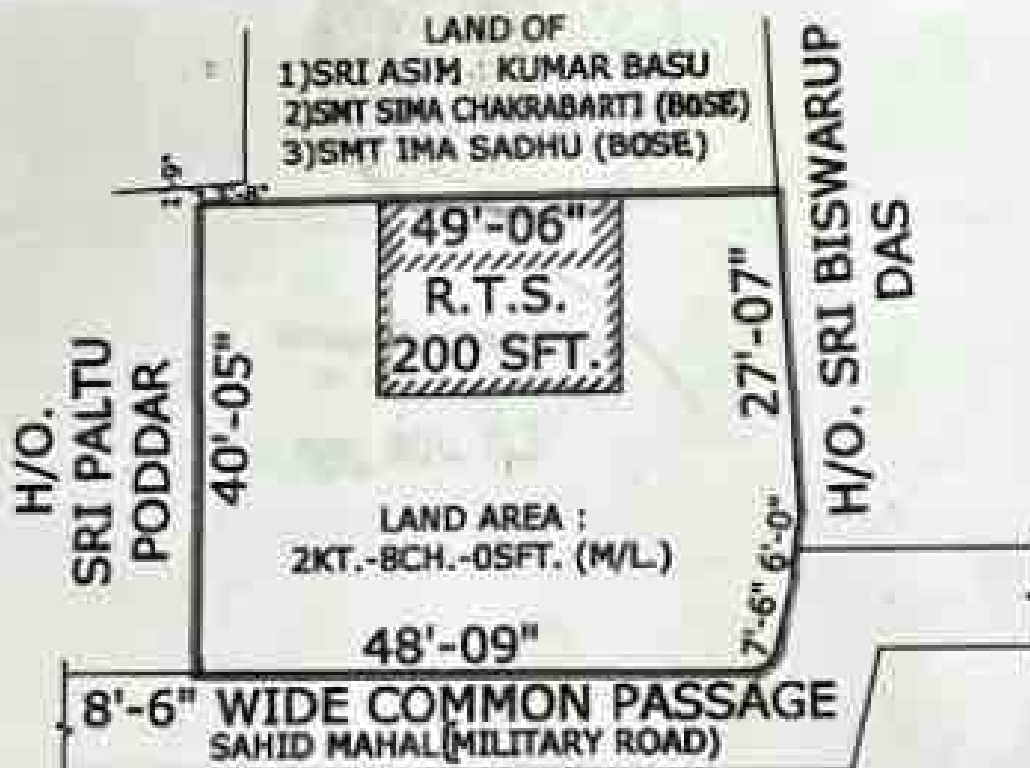 LAND OF
1)SRI ASIM KUMAR BASU
2)SMT SIMA CHAKRABARTI (BOSE)
3)SMT IMA SADHU (BOSE)
H/O. SRI BISWARUP
DAS
49'-06"
R.T.S.
200 SFT.
27'-07"
40'-05"
H/O.
SRI PALTU
PODDAR
LAND AREA :
2KT.-8CH.-0SFT. (M/L.)
6'-0"
7'-6"
48'-09"
8'-6" WIDE COMMON PASSAGE
SAHID MAHAL(MILITARY ROAD)